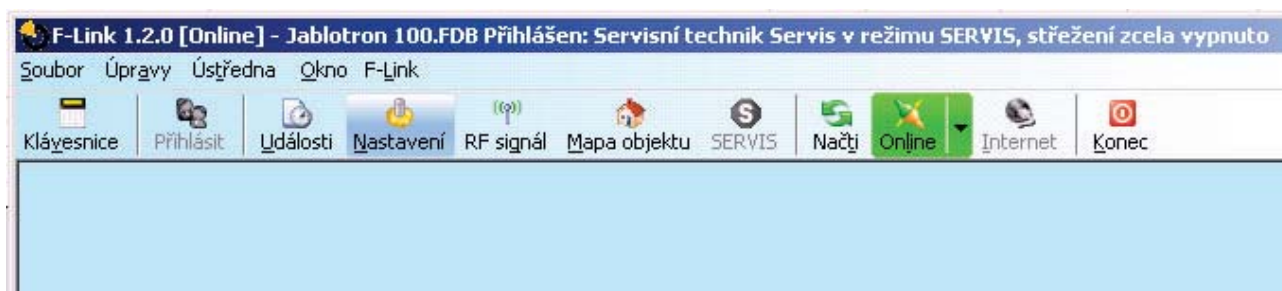 F-Link 1.2.0 [Online] - Jablotron 100.FDB Přihlášen: Servisní technik Servis v režimu SERVIS, střežení zcela vypnuto
Soubor Úpravy Ústředna Okno F-Link
Klávesnice Přihlásit Události Nastavení RF signál Mapa objektu SERVIS Načti Online Internet Konec